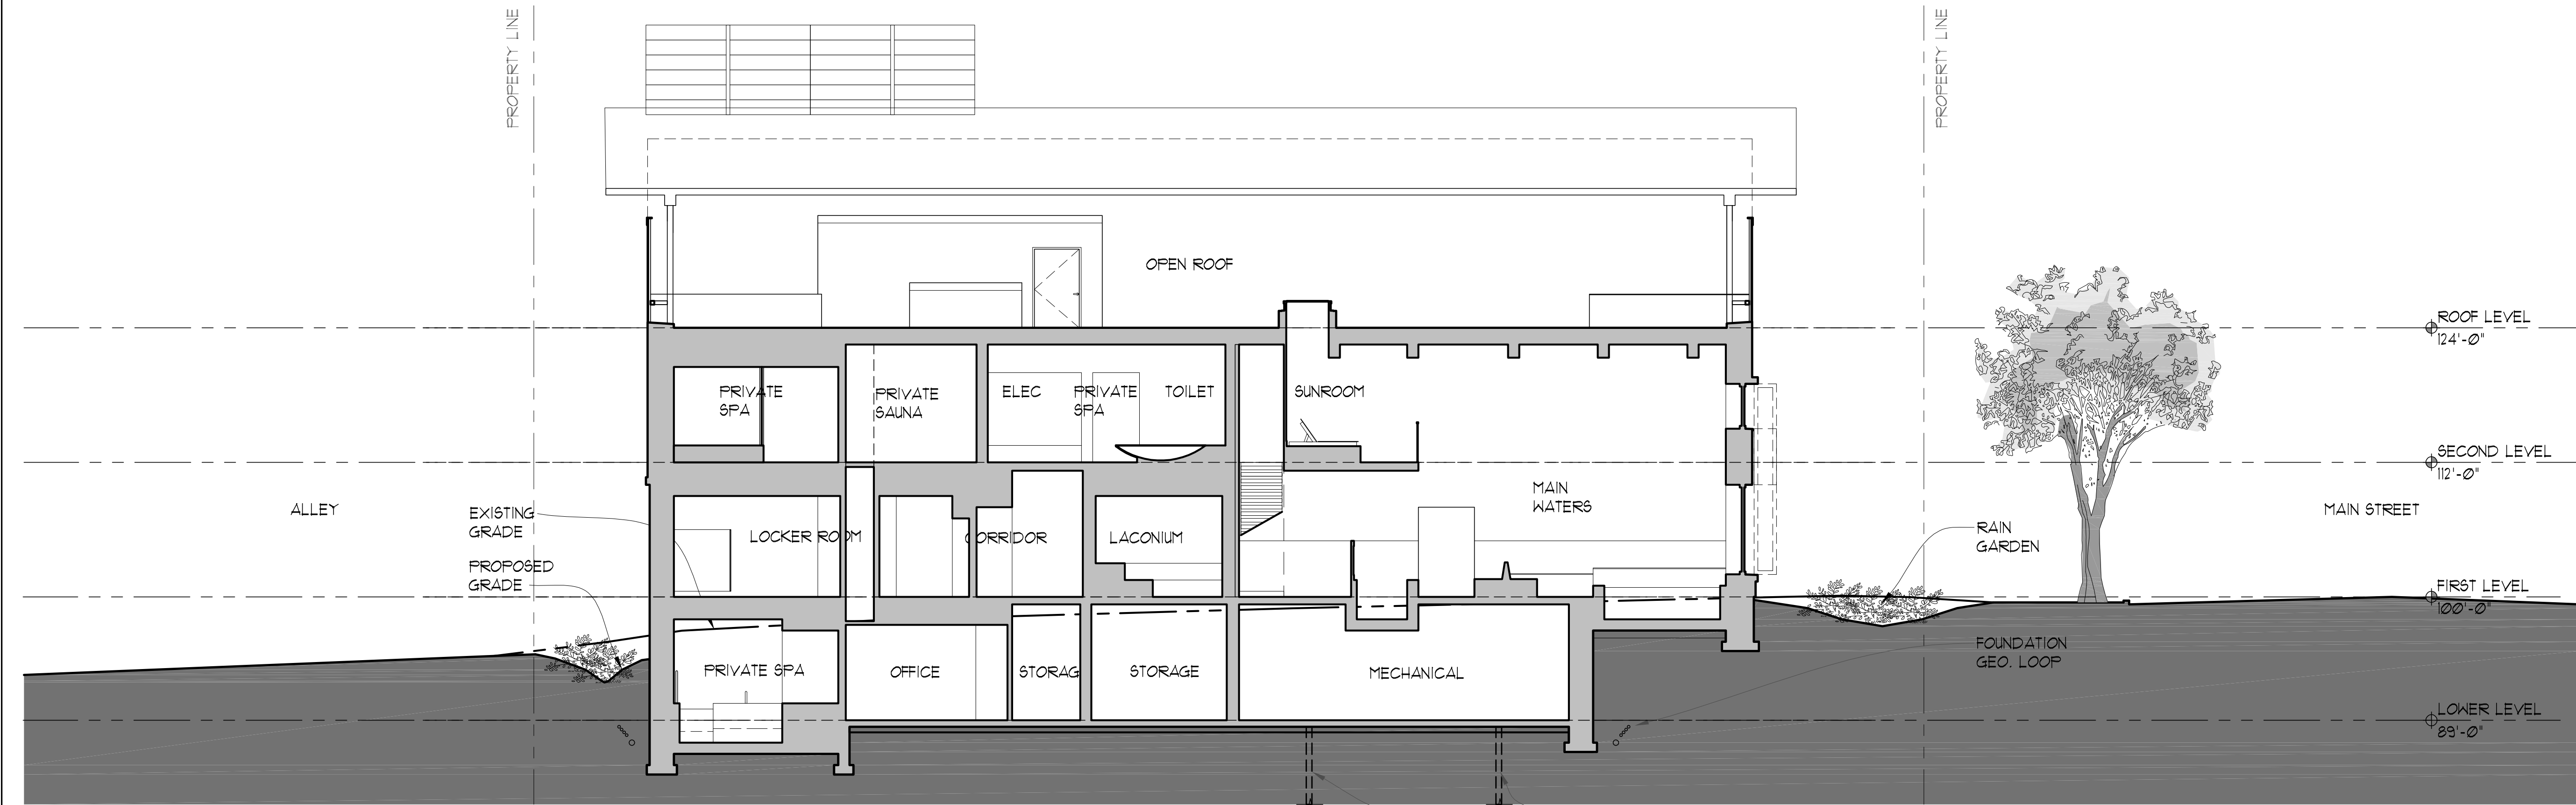 PROPERTY LINE
PROPERTY LINE
OPEN ROOF
ROOF LEVEL
124'-0"
PRIVATE
SPA
PRIVATE
SAUNA
ELEC
PRIVATE
SPA
TOILET
SUNROOM
SECOND LEVEL
112'-0"
ALLEY
EXISTING
GRADE
LOCKER ROOM
CORRIDOR
LACONIUM
MAIN
WATERS
RAIN
GARDEN
MAIN STREET
PROPOSED
GRADE
FIRST LEVEL
100'-0"
PRIVATE SPA
OFFICE
STORAG
STORAGE
MECHANICAL
FOUNDATION
GEO. LOOP
LOWER LEVEL
89'-0"